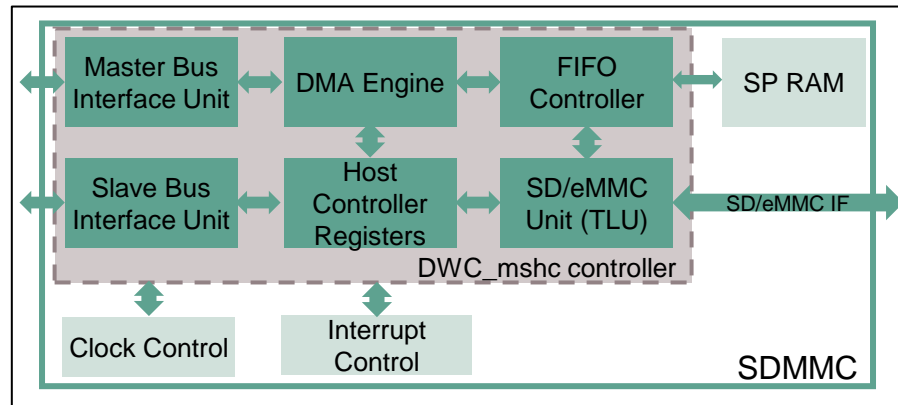 Master Bus
Interface Unit
DMA Engine
FIFO
Controller
SP RAM
Slave Bus
Interface Unit
Host
Controller
Registers
SD/eMMC
Unit (TLU)
SD/eMMC IF
DWC_mshc controller
Clock Control
Interrupt
Control
SDMMC